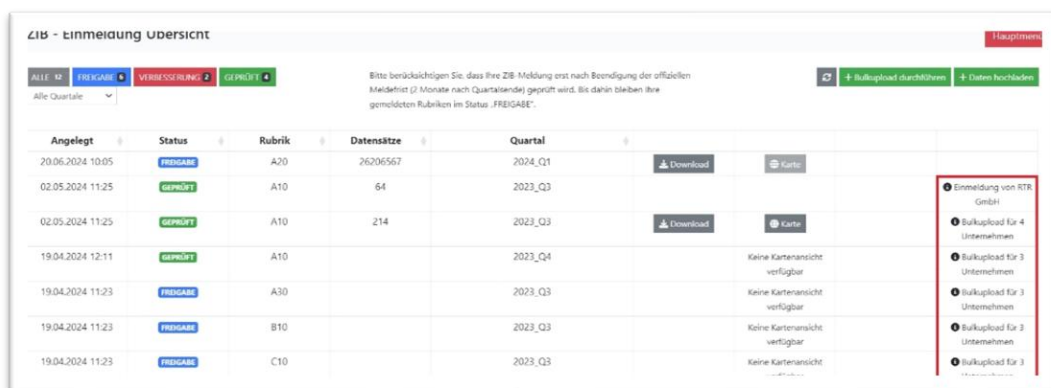 ZIB - Einmeldung Übersicht
Hauptmenü
ALLE 12 FREIGABE 6 VERBESSERUNG 2 GEPRÜFT 4
Bitte berücksichtigen Sie, dass Ihre ZIB-Meldung erst nach Beendigung der offiziellen
Meldefrist (2 Monate nach Quartalsende) geprüft wird. Bis dahin bleiben Ihre
gemeldeten Rubriken im Status „FREIGABE".
+ Bulkupload durchführen + Daten hochladen
Alle Quartale
Angelegt Status Rubrik Datensätze Quartal
20.06.2024 10:05 FREIGABE A20 26206567 2024_Q1 Download Karte
02.05.2024 11:25 GEPRÜFT A10 64 2023_Q3 Einmeldung von RTR
GmbH
02.05.2024 11:25 GEPRÜFT A10 214 2023_Q3 Download Karte Bulkupload für 4
Unternehmen
19.04.2024 12:11 GEPRÜFT A10 2023_Q4 Keine Kartenansicht Bulkupload für 3
verfügbar Unternehmen
19.04.2024 11:23 FREIGABE A30 2023_Q3 Keine Kartenansicht Bulkupload für 3
verfügbar Unternehmen
19.04.2024 11:23 FREIGABE B10 2023_Q3 Keine Kartenansicht Bulkupload für 3
verfügbar Unternehmen
19.04.2024 11:23 FREIGABE C10 2023_Q3 Keine Kartenansicht Bulkupload für 3